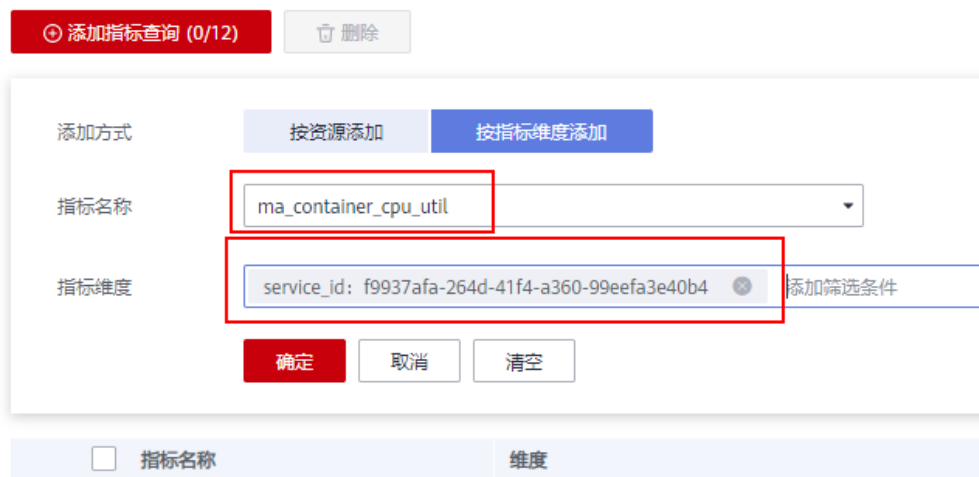 添加指标查询 (0/12) 删除
添加方式 按资源添加 按指标维度添加
指标名称 ma_container_cpu_util
指标维度 service_id: f9937afa-264d-41f4-a360-99eefa3e40b4 添加筛选条件
确定 取消 清空
指标名称 维度